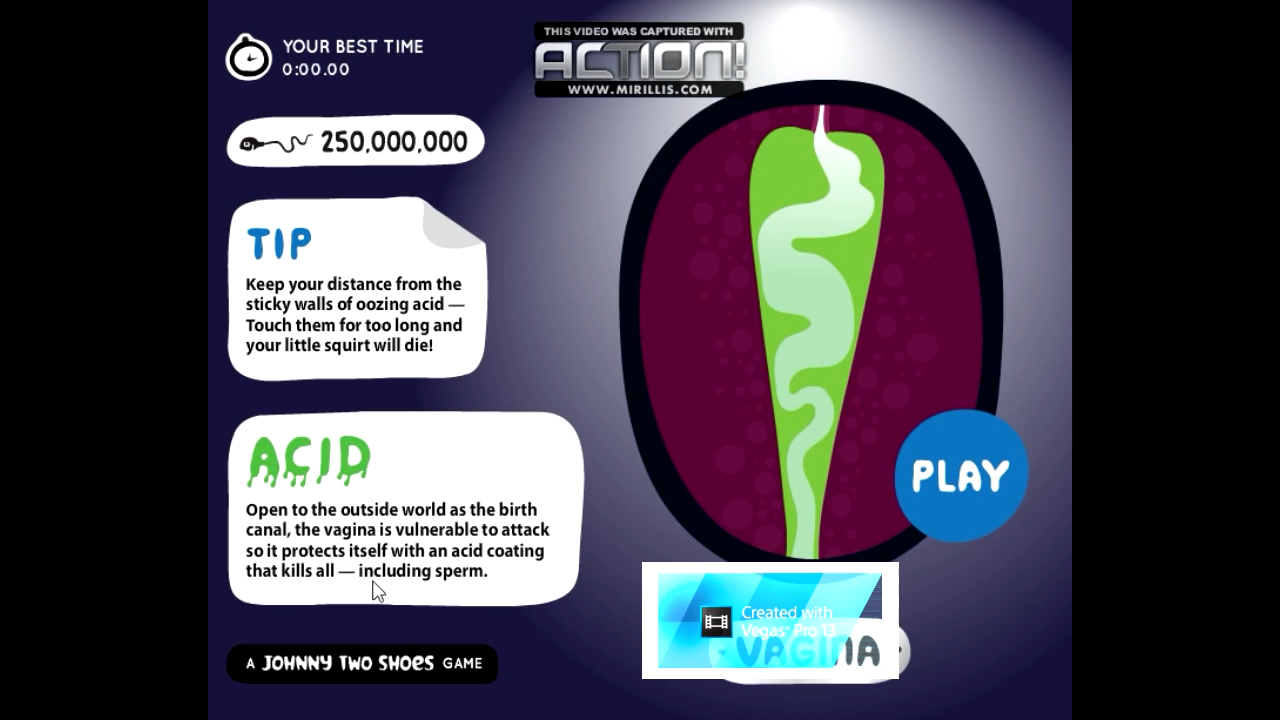 YOUR BEST TIME
0:00.00
THIS VIDEO WAS CAPTURED WITH
ACTION!
WWW.MIRILLIS.COM
250,000,000
TIP
Keep your distance from the
sticky walls of oozing acid —
Touch them for too long and
your little squirt will die!
ACID
Open to the outside world as the birth
canal, the vagina is vulnerable to attack
so it protects itself with an acid coating
that kills all — including sperm.
PLAY
Created with
Vegas® Pro 13
VAGINA
A JOHNNY TWO SHOES GAME